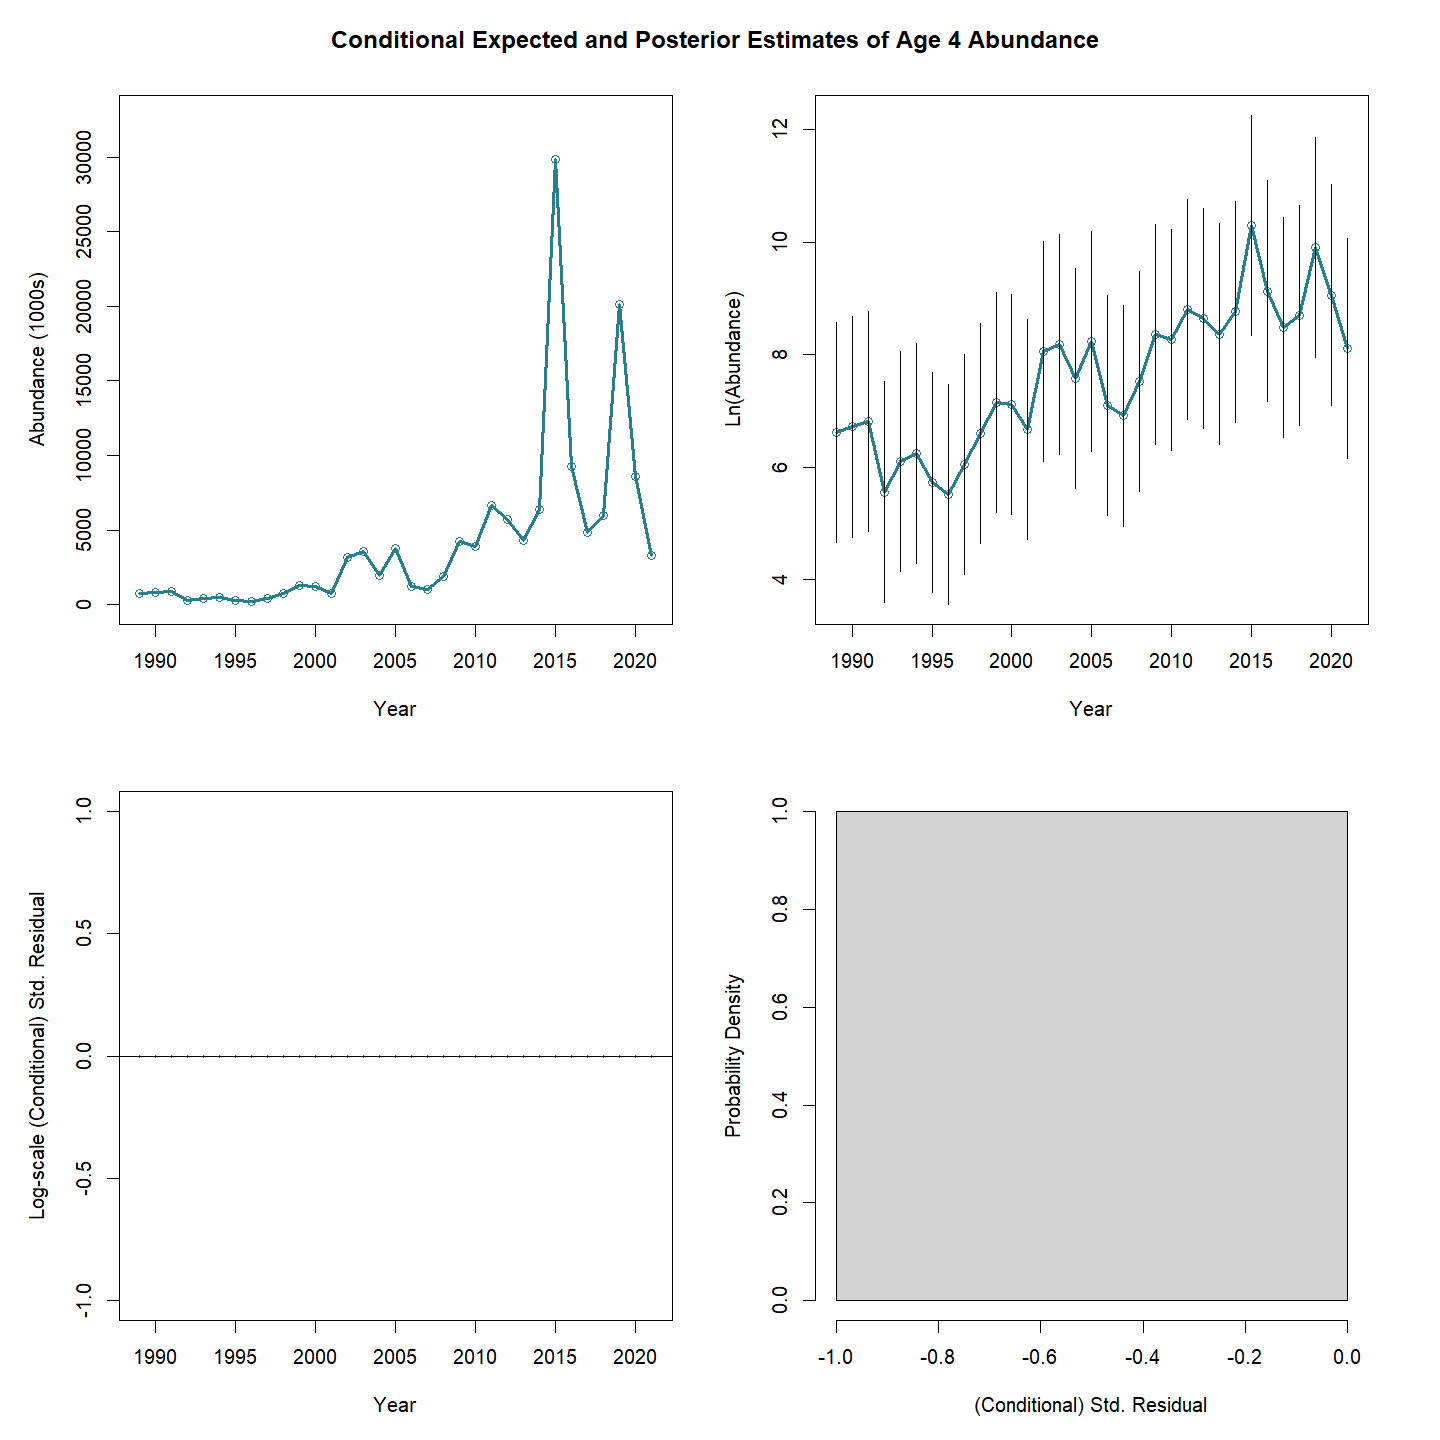 Conditional Expected and Posterior Estimates of Age 4 Abundance
Abundance (1000s)
30000
25000
20000
15000
10000
5000
0
1990 1995 2000 2005 2010 2015 2020
Year
Ln(Abundance)
12
10
8
6
4
1990 1995 2000 2005 2010 2015 2020
Year
Log-scale (Conditional) Std. Residual
1.0
0.5
0.0
-0.5
-1.0
1990 1995 2000 2005 2010 2015 2020
Year
Probability Density
1.0
0.8
0.6
0.4
0.2
0.0
-1.0 -0.8 -0.6 -0.4 -0.2 0.0
(Conditional) Std. Residual